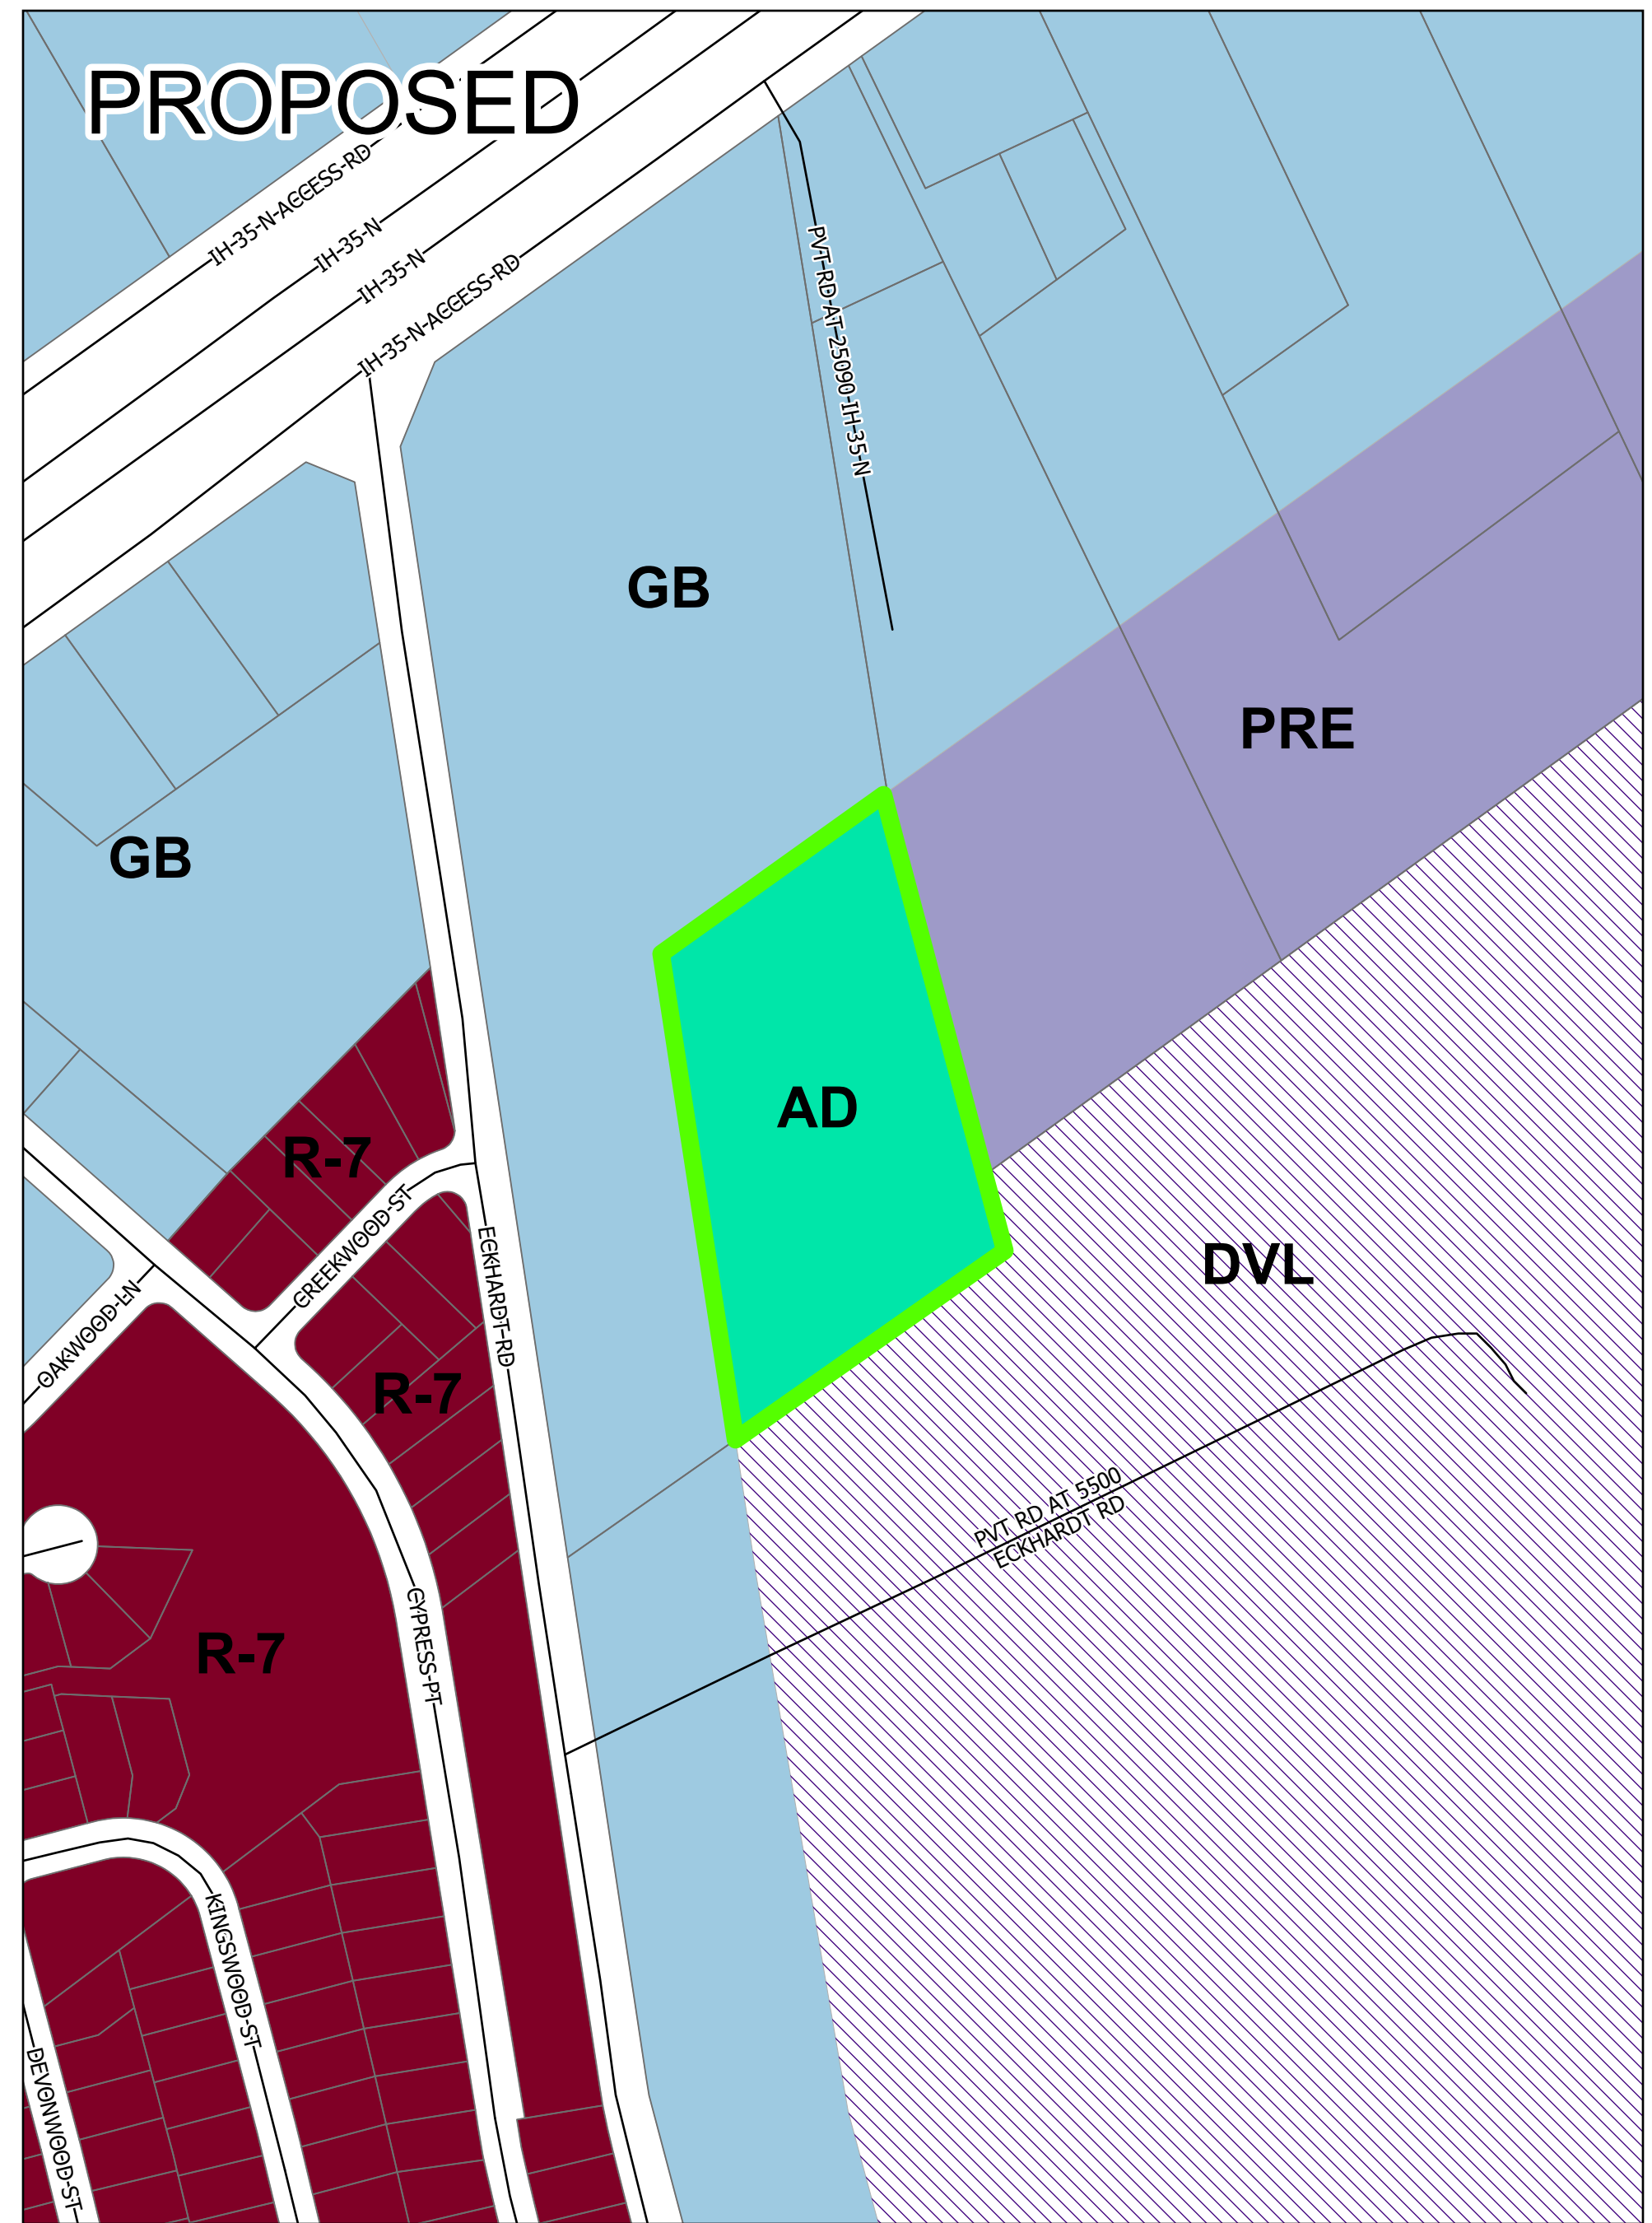 PROPOSED
IH-35-N-ACCESS-RD
IH-35-N
IH-35-N
IH-35-N-ACCESS-RD
PVT-RD-AT-25090-IH-35-N
GB
PRE
GB
AD
R-7
CREEKWOOD-ST
ECKHARDT-RD
DVL
OAKWOOD-LN
R-7
PVT RD AT 5500
ECKHARDT RD
CYPRESS-PT
R-7
KINGSWOOD-ST
DEVONWOOD-ST